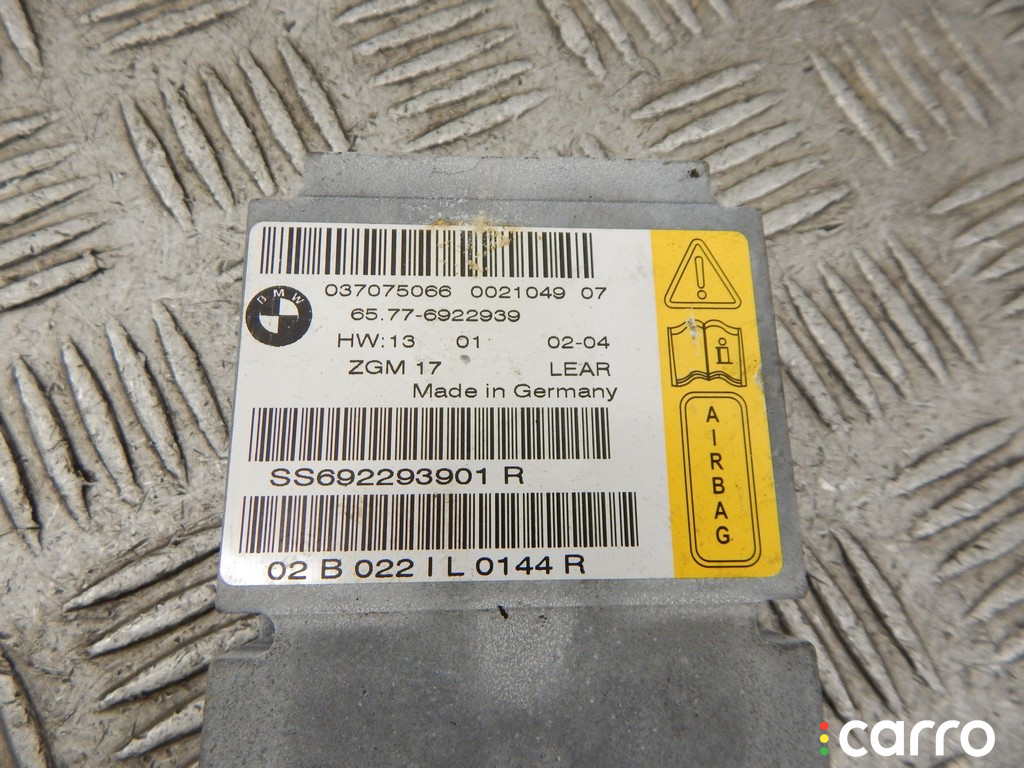 037075066 0021049 07
BMW
65.77-6922939
HW:13 01 02-04
ZGM 17 LEAR
Made in Germany
SS692293901 R
02 B 022 I L 0144 R
AIRBAG
carro